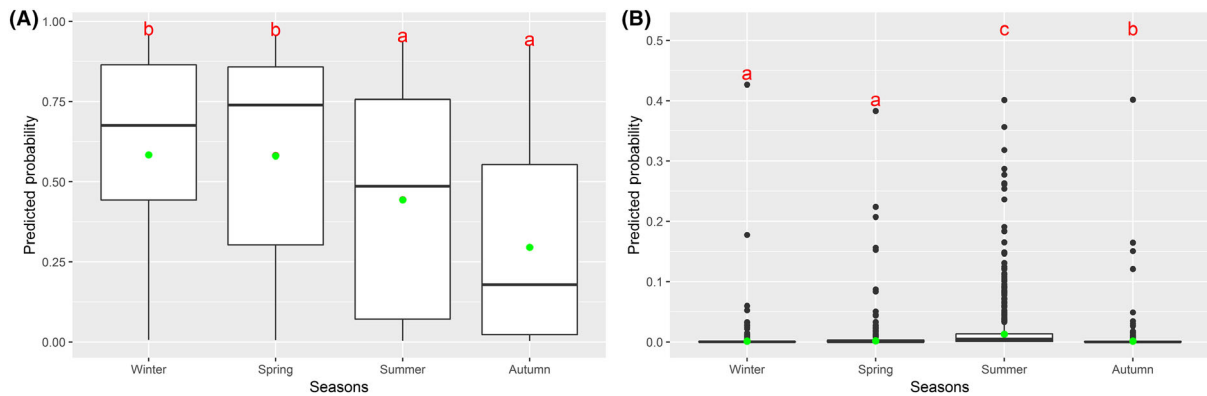 (A)
Predicted probability
1.00
0.75
0.50
0.25
0.00
b b a a
Winter Spring Summer Autumn
Seasons
(B)
Predicted probability
0.5
0.4
0.3
0.2
0.1
0.0
a a c b
Winter Spring Summer Autumn
Seasons